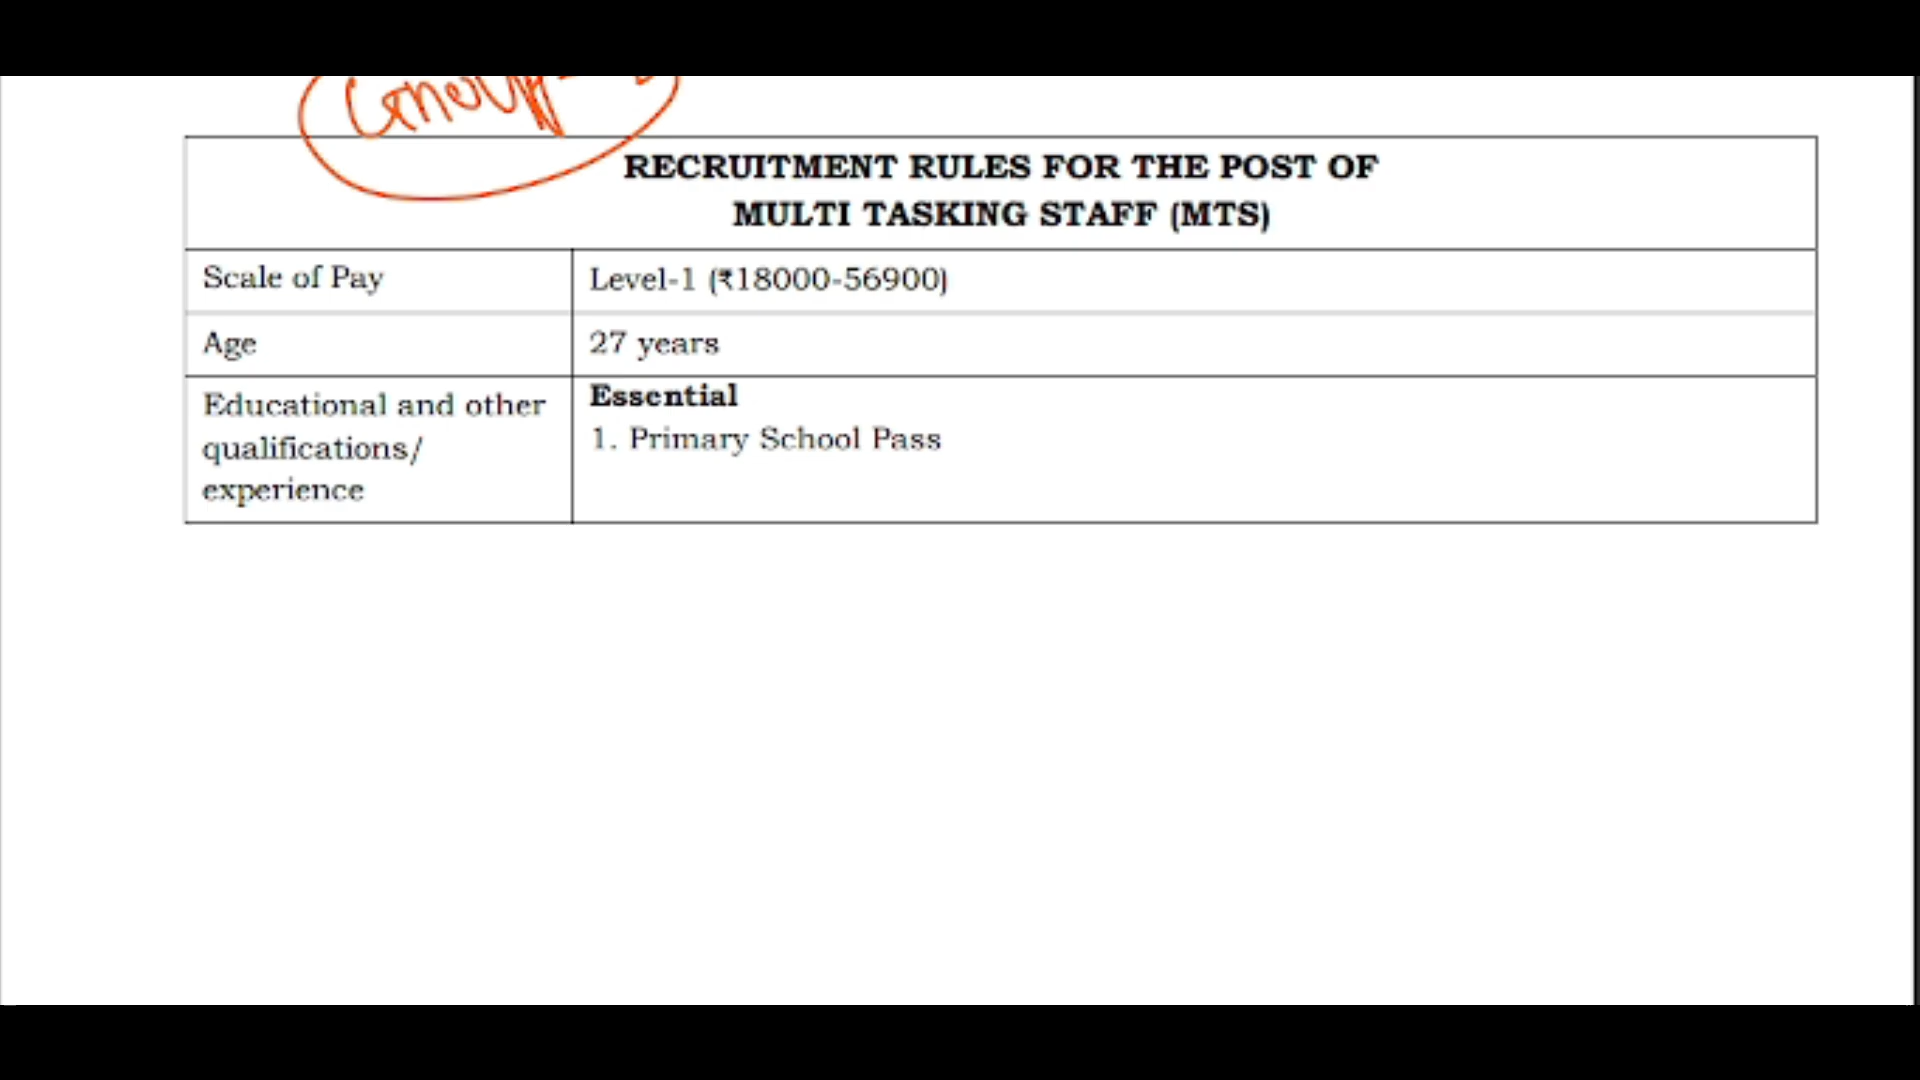 Group
RECRUITMENT RULES FOR THE POST OF
MULTI TASKING STAFF (MTS)
Scale of Pay
Level-1 (₹18000-56900)
Age
27 years
Educational and other
qualifications/
experience
Essential
1. Primary School Pass